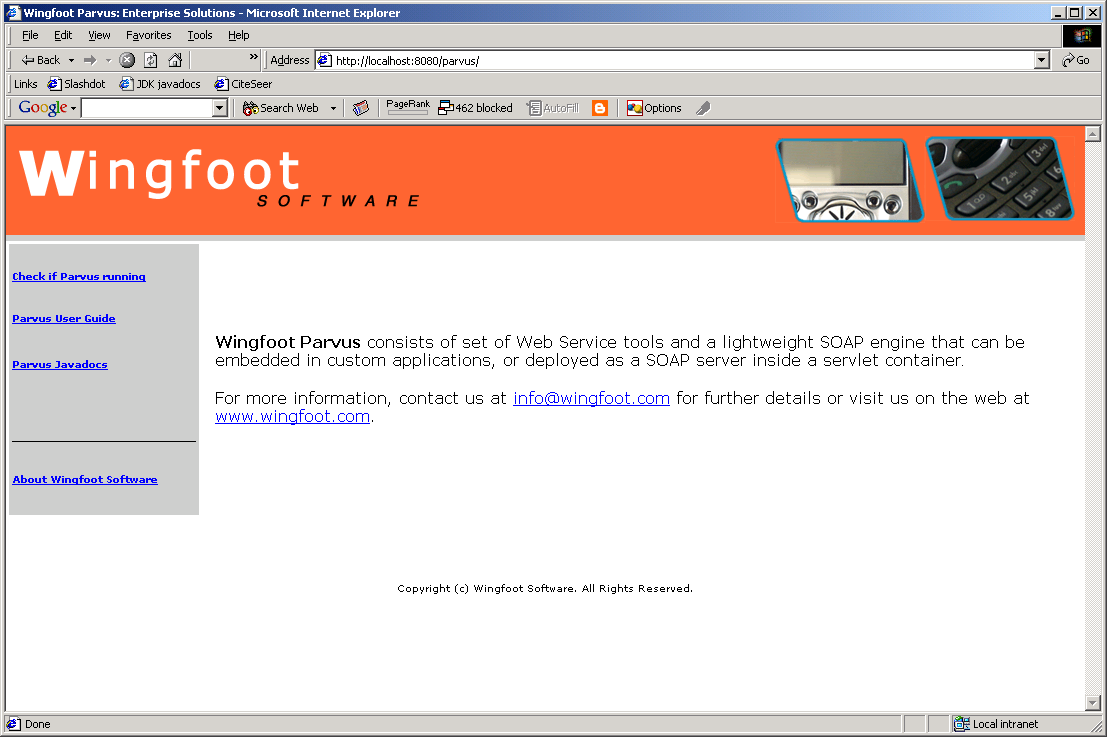 Wingfoot Parvus: Enterprise Solutions - Microsoft Internet Explorer
File Edit View Favorites Tools Help
Back » Address http://localhost:8080/parvus/ Go
Links Slashdot JDK javadocs CiteSeer
Google Search Web PageRank 462 blocked AutoFill Options
Wingfoot
SOFTWARE
Check if Parvus running
Parvus User Guide
Parvus Javadocs
About Wingfoot Software
Wingfoot Parvus consists of set of Web Service tools and a lightweight SOAP engine that can be
embedded in custom applications, or deployed as a SOAP server inside a servlet container.
For more information, contact us at info@wingfoot.com for further details or visit us on the web at
www.wingfoot.com.
Copyright (c) Wingfoot Software. All Rights Reserved.
Done Local intranet